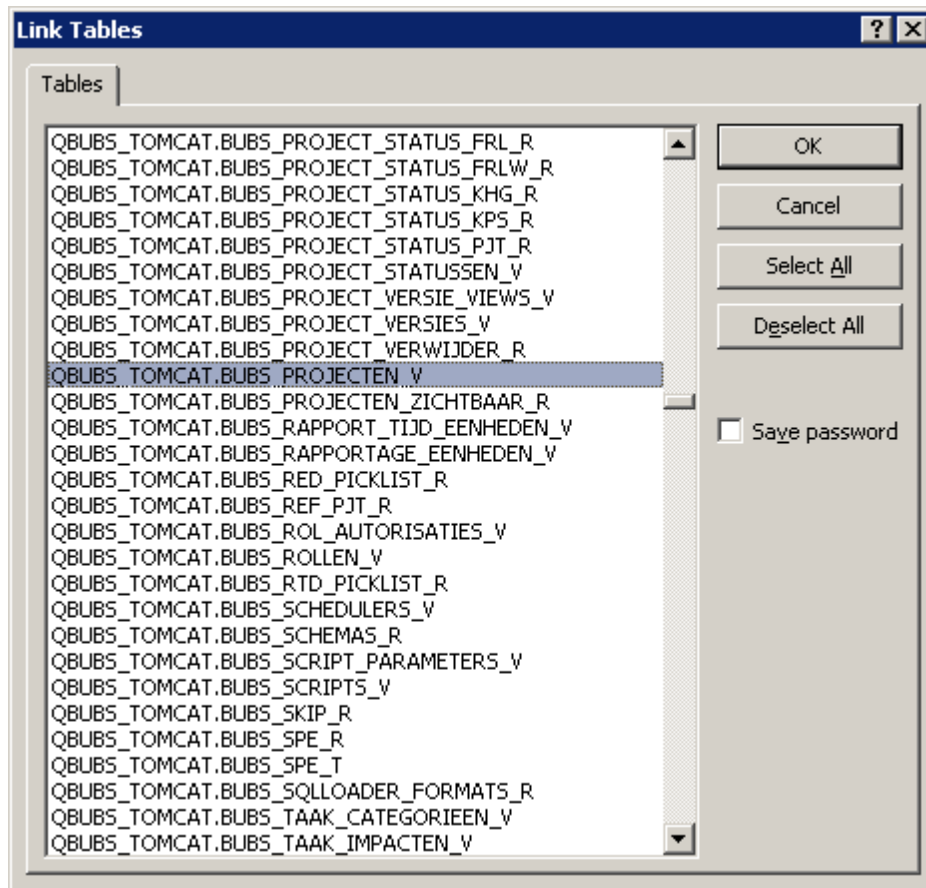 Link Tables
Tables
QBUBS_TOMCAT.BUBS_PROJECT_STATUS_FRL_R
QBUBS_TOMCAT.BUBS_PROJECT_STATUS_FRLW_R
QBUBS_TOMCAT.BUBS_PROJECT_STATUS_KHG_R
QBUBS_TOMCAT.BUBS_PROJECT_STATUS_KPS_R
QBUBS_TOMCAT.BUBS_PROJECT_STATUS_PJT_R
QBUBS_TOMCAT.BUBS_PROJECT_STATUSSEN_V
QBUBS_TOMCAT.BUBS_PROJECT_VERSIE_VIEWS_V
QBUBS_TOMCAT.BUBS_PROJECT_VERSIES_V
QBUBS_TOMCAT.BUBS_PROJECT_VERWIJDER_R
QBUBS_TOMCAT.BUBS_PROJECTEN_V
QBUBS_TOMCAT.BUBS_PROJECTEN_ZICHTBAAR_R
QBUBS_TOMCAT.BUBS_RAPPORT_TIJD_EENHEDEN_V
QBUBS_TOMCAT.BUBS_RAPPORTAGE_EENHEDEN_V
QBUBS_TOMCAT.BUBS_RED_PICKLIST_R
QBUBS_TOMCAT.BUBS_REF_PJT_R
QBUBS_TOMCAT.BUBS_ROL_AUTORISATIES_V
QBUBS_TOMCAT.BUBS_ROLLEN_V
QBUBS_TOMCAT.BUBS_RTD_PICKLIST_R
QBUBS_TOMCAT.BUBS_SCHEDULERS_V
QBUBS_TOMCAT.BUBS_SCHEMAS_R
QBUBS_TOMCAT.BUBS_SCRIPT_PARAMETERS_V
QBUBS_TOMCAT.BUBS_SCRIPTS_V
QBUBS_TOMCAT.BUBS_SKIP_R
QBUBS_TOMCAT.BUBS_SPE_R
QBUBS_TOMCAT.BUBS_SPE_T
QBUBS_TOMCAT.BUBS_SQLLOADER_FORMATS_R
QBUBS_TOMCAT.BUBS_TAAK_CATEGORIEEN_V
QBUBS_TOMCAT.BUBS_TAAK_IMPACTEN_V
OK
Cancel
Select All
Deselect All
Save password